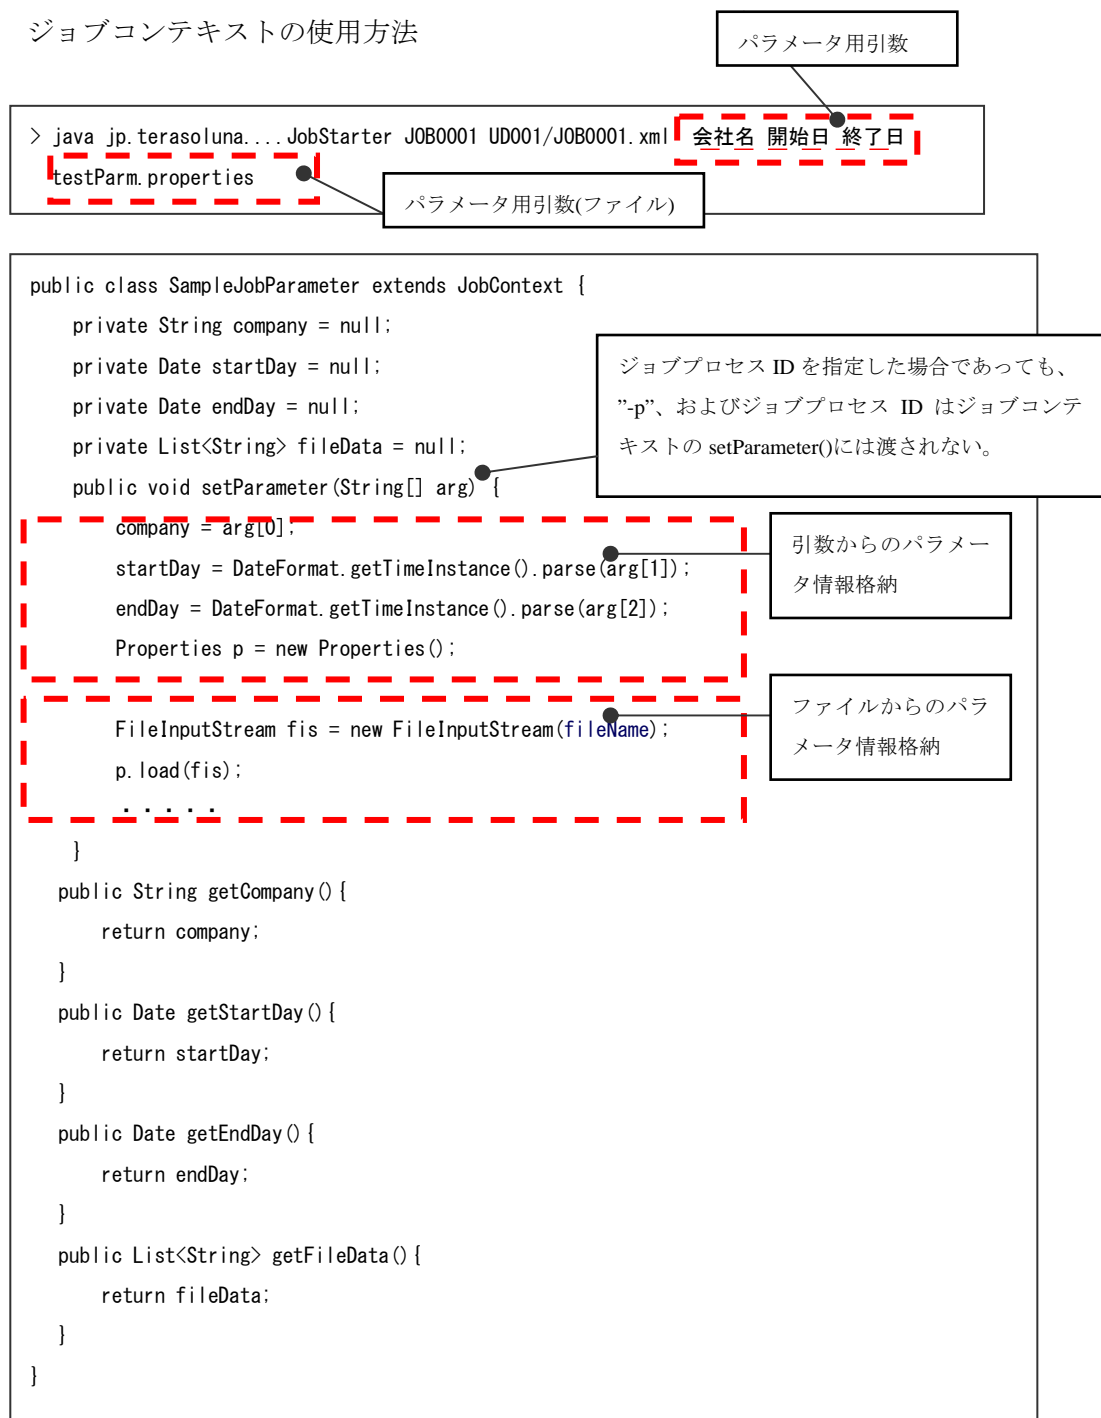 ジョブコンテキストの使用方法
パラメータ用引数
> java jp.terasoluna....JobStarter JOB0001 UD001/JOB0001.xml 会社名 開始日 終了日
testParm.properties
パラメータ用引数(ファイル)
public class SampleJobParameter extends JobContext {
private String company = null;
private Date startDay = null;
private Date endDay = null;
private List<String> fileData = null;
public void setParameter(String[] arg) {
ジョブプロセス ID を指定した場合であっても、
”-p”、およびジョブプロセス ID はジョブコンテ
キストの setParameter()には渡されない。
company = arg[0];
startDay = DateFormat.getTimeInstance().parse(arg[1]);
endDay = DateFormat.getTimeInstance().parse(arg[2]);
Properties p = new Properties();
引数からのパラメー
タ情報格納
FileInputStream fis = new FileInputStream(fileName);
p.load(fis);
・・・・・
ファイルからのパラ
メータ情報格納
}
public String getCompany(){
return company;
}
public Date getStartDay(){
return startDay;
}
public Date getEndDay(){
return endDay;
}
public List<String> getFileData(){
return fileData;
}
}